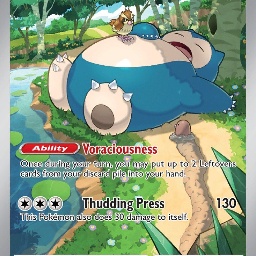 Ability Voraciousness
Once during your turn, you may put up to 2 Leftovers
cards from your discard pile into your hand.
Thudding Press 130
This Pokémon also does 30 damage to itself.